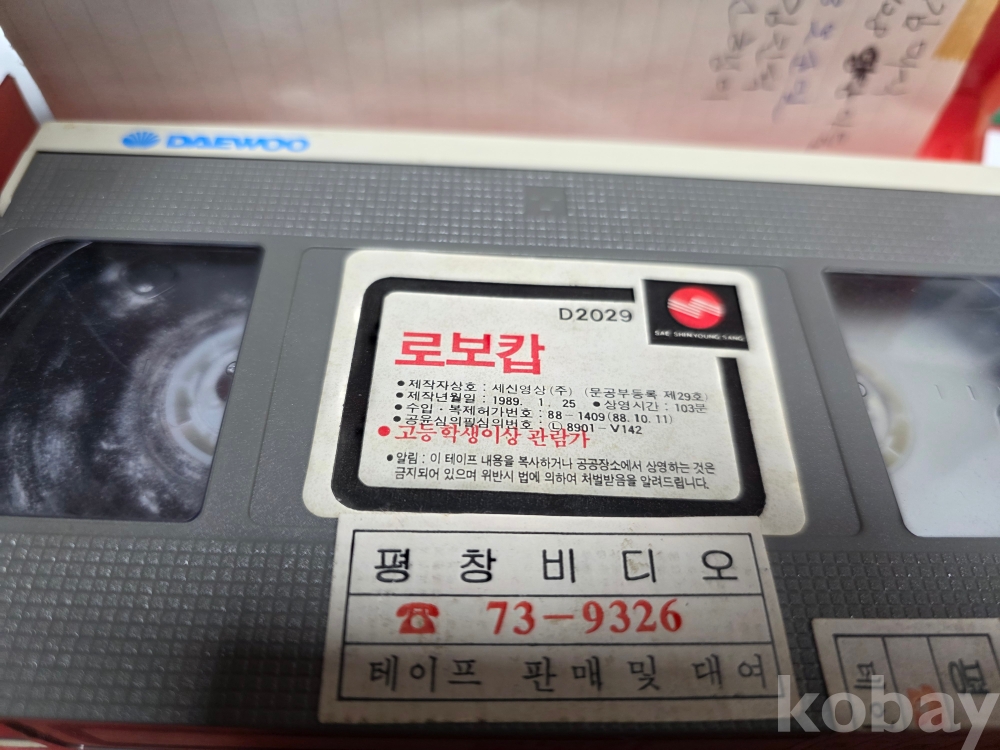 DAEWOO
D2029
SAE SHIN YOUNG SANG
로보캅
● 제작자상호 : 세신영상(주) (문공부등록 제29호)
● 제작년월일 : 1989. 1. 25 ● 상영시간 : 103분
● 수입 · 복제허가번호 : 88-1409(88. 10. 11)
● 공윤심의필심의번호 : Ⓛ8901-V142
● 고등학생이상 관람가
● 알림 : 이 테이프 내용을 복사하거나 공공장소에서 상영하는 것은
금지되어 있으며 위반시 법에 의하여 처벌받음을 알려드립니다.
평창비디오
☎ 73-9326
테이프 판매 및 대여
평
테이
kobay